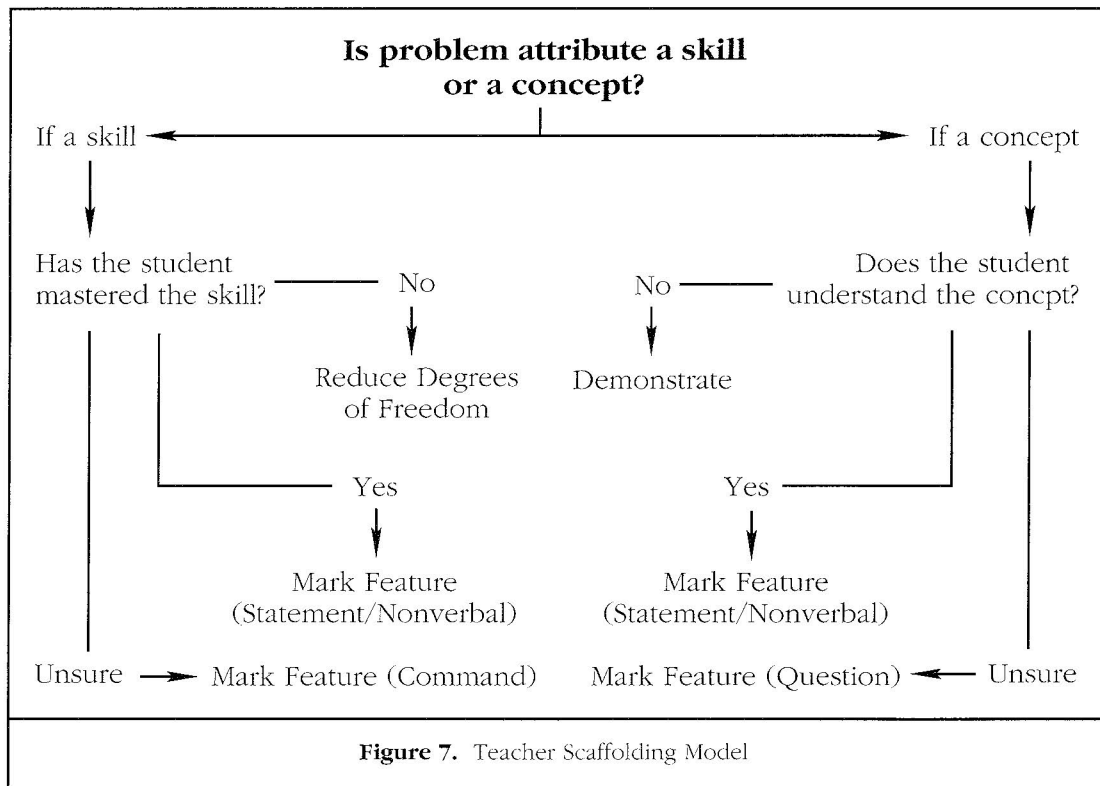 Is problem attribute a skill
or a concept?
If a skill
If a concept
Has the student
mastered the skill?
No
No
Does the student
understand the concpt?
Reduce Degrees
of Freedom
Demonstrate
Yes
Yes
Mark Feature
(Statement/Nonverbal)
Mark Feature
(Statement/Nonverbal)
Unsure
Mark Feature (Command)
Mark Feature (Question)
Unsure
Figure 7. Teacher Scaffolding Model